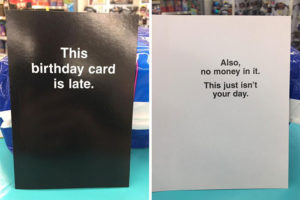 This
birthday card
is late.
Also,
no money in it.
This just isn't
your day.